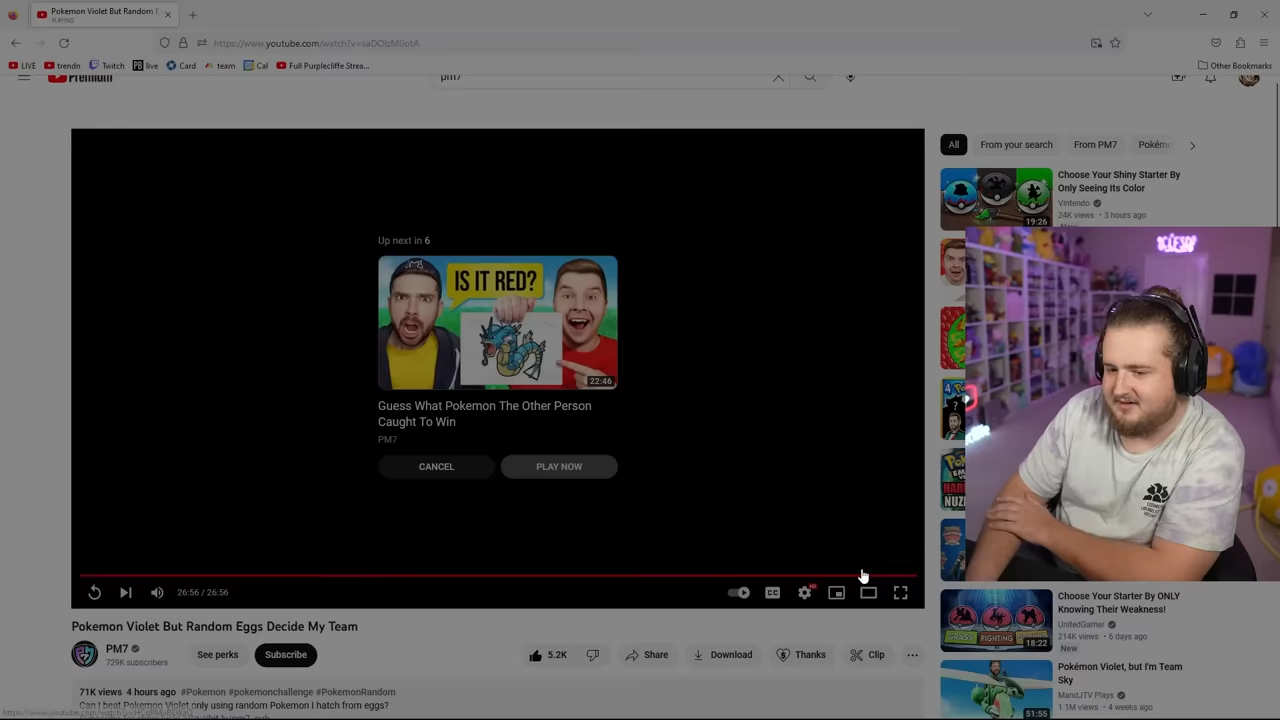 Pokemon Violet But Random E
PLAYING
https://www.youtube.com/watch?v=xaDOlzM0otA
LIVE
trendn
Twitch
live
Card
team
Cal
Full Purplecliffe Strea...
Other Bookmarks
Premium
pm7
All
From your search
From PM7
Pokém
Choose Your Shiny Starter By
Only Seeing Its Color
Vintendo
24K views • 3 hours ago
19:26
Up next in 6
IS IT RED?
22:46
Guess What Pokemon The Other Person
Caught To Win
PM7
CANCEL
PLAY NOW
26:56 / 26:56
CC
HD
Pokemon Violet But Random Eggs Decide My Team
PM7
729K subscribers
See perks
Subscribe
5.2K
Share
Download
Thanks
Clip
71K views 4 hours ago #Pokemon #pokemonchallenge #PokemonRandom
Can I beat Pokemon Violet only using random Pokemon I hatch from eggs?
Choose Your Starter By ONLY
Knowing Their Weakness!
UnitedGamer
214K views • 6 days ago
New
GRASS
FIGHTING
18:22
Pokémon Violet, but I'm Team
Sky
MandJTV Plays
1.1M views • 4 weeks ago
51:55